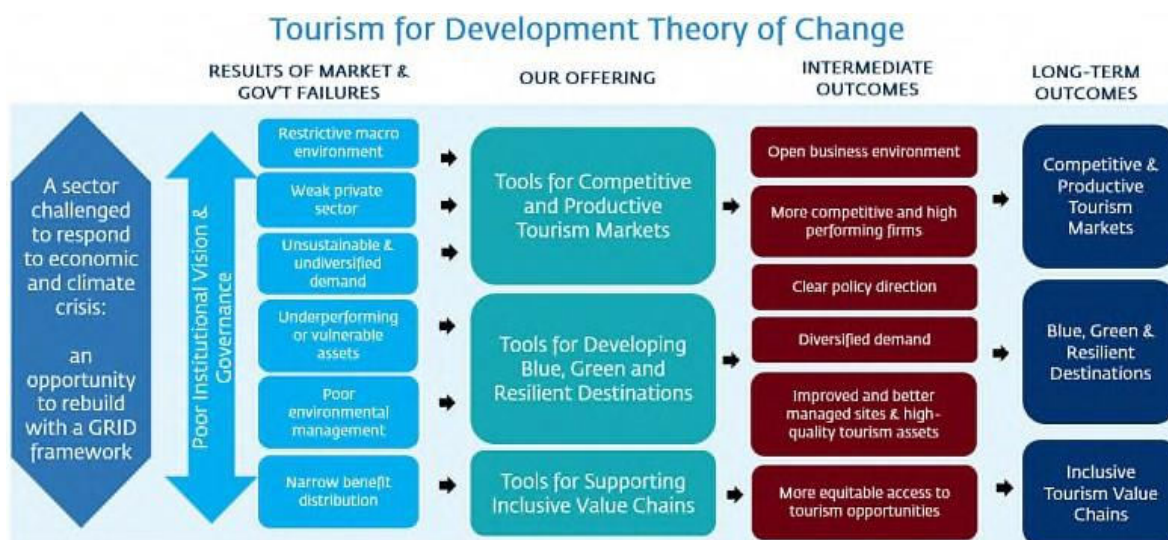 Tourism for Development Theory of Change
RESULTS OF MARKET &
GOV'T FAILURES
OUR OFFERING
INTERMEDIATE
OUTCOMES
LONG-TERM
OUTCOMES
A sector
challenged
to respond
to economic
and climate
crisis:
an
opportunity
to rebuild
with a GRID
framework
Poor Institutional Vision &
Governance
Restrictive macro
environment
Weak private
sector
Unsustainable &
undiversified
demand
Underperforming
or vulnerable
assets
Poor
environmental
management
Narrow benefit
distribution
Tools for Competitive
and Productive
Tourism Markets
Tools for Developing
Blue, Green and
Resilient Destinations
Tools for Supporting
Inclusive Value Chains
Open business environment
More competitive and high
performing firms
Clear policy direction
Diversified demand
Improved and better
managed sites & high-
quality tourism assets
More equitable access to
tourism opportunities
Competitive &
Productive
Tourism
Markets
Blue, Green &
Resilient
Destinations
Inclusive
Tourism Value
Chains